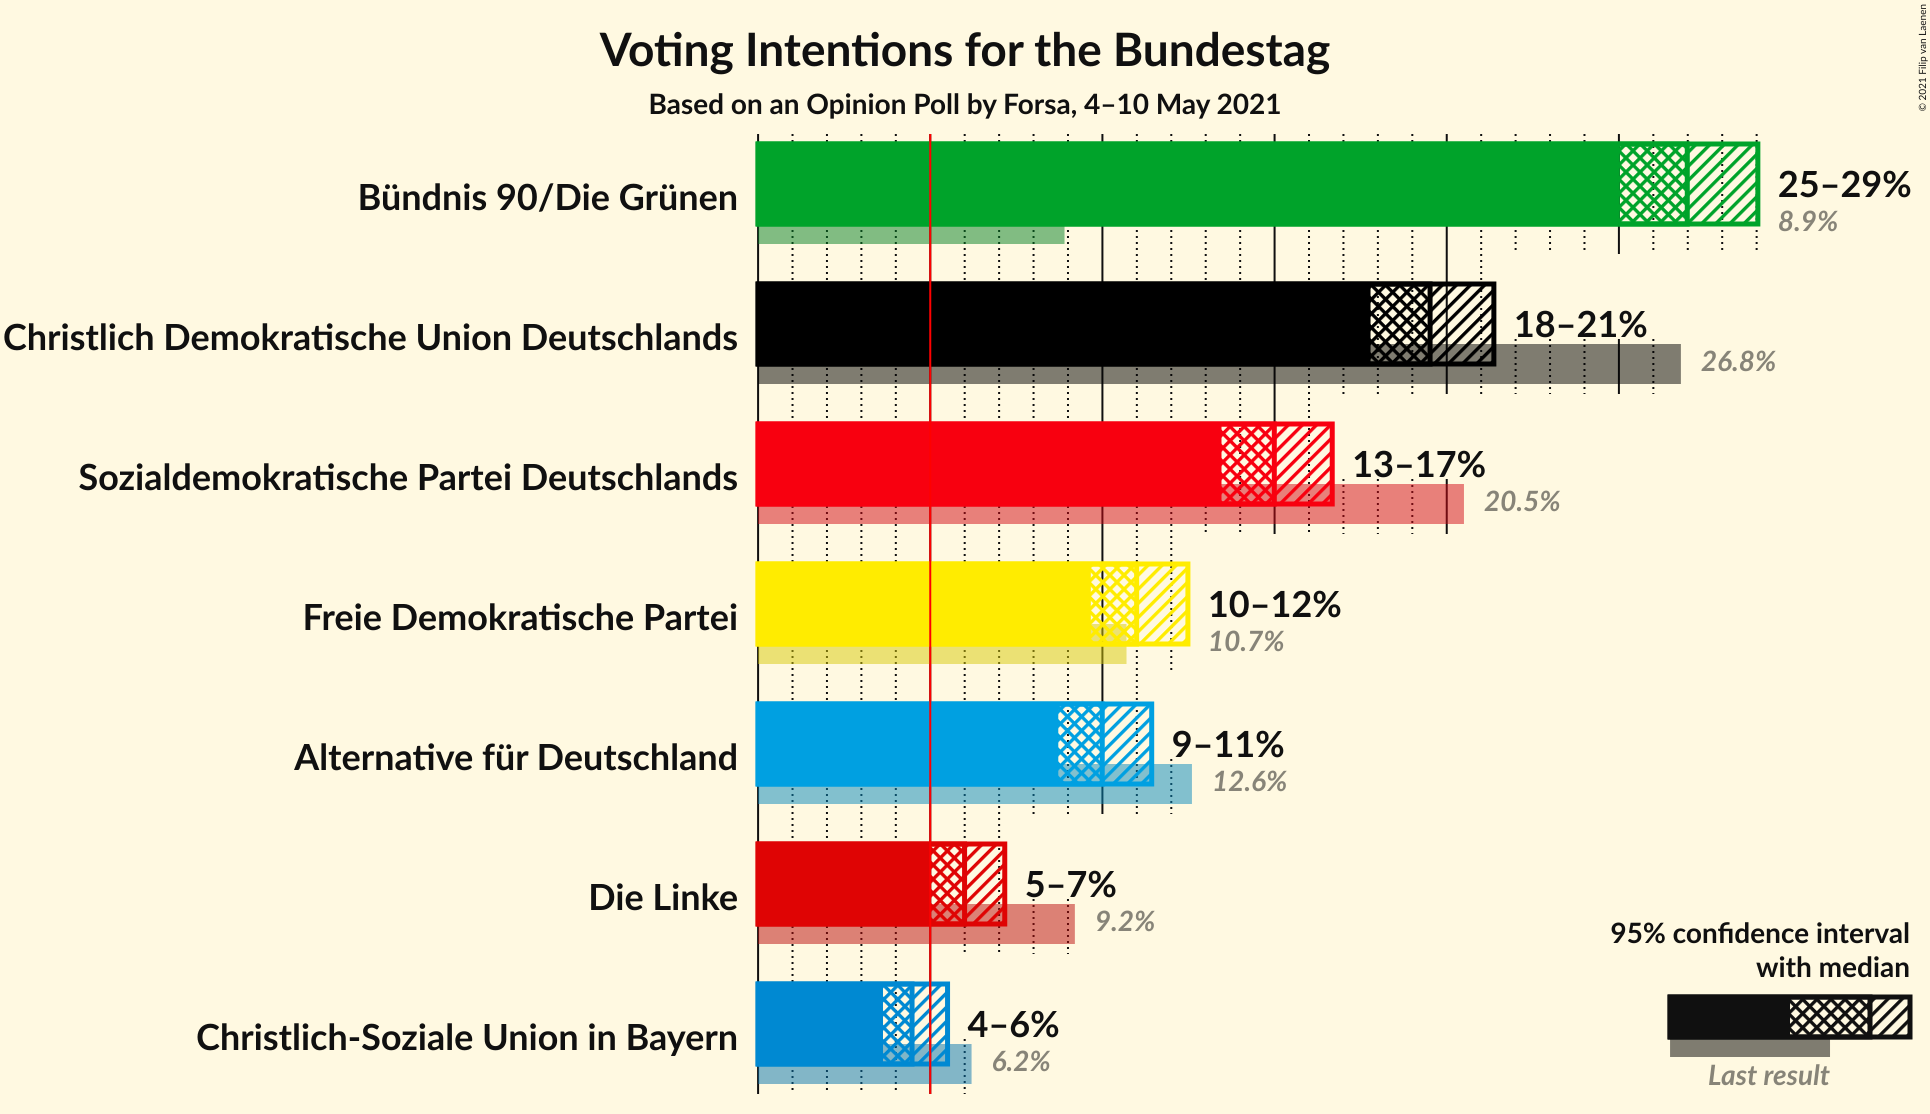 Voting Intentions for the Bundestag
Based on an Opinion Poll by Forsa, 4–10 May 2021
© 2021 Filip van Laenen
Bündnis 90/Die Grünen
25–29%
8.9%
Christlich Demokratische Union Deutschlands
18–21%
26.8%
Sozialdemokratische Partei Deutschlands
13–17%
20.5%
Freie Demokratische Partei
10–12%
10.7%
Alternative für Deutschland
9–11%
12.6%
Die Linke
5–7%
9.2%
Christlich-Soziale Union in Bayern
4–6%
6.2%
95% confidence interval
with median
Last result